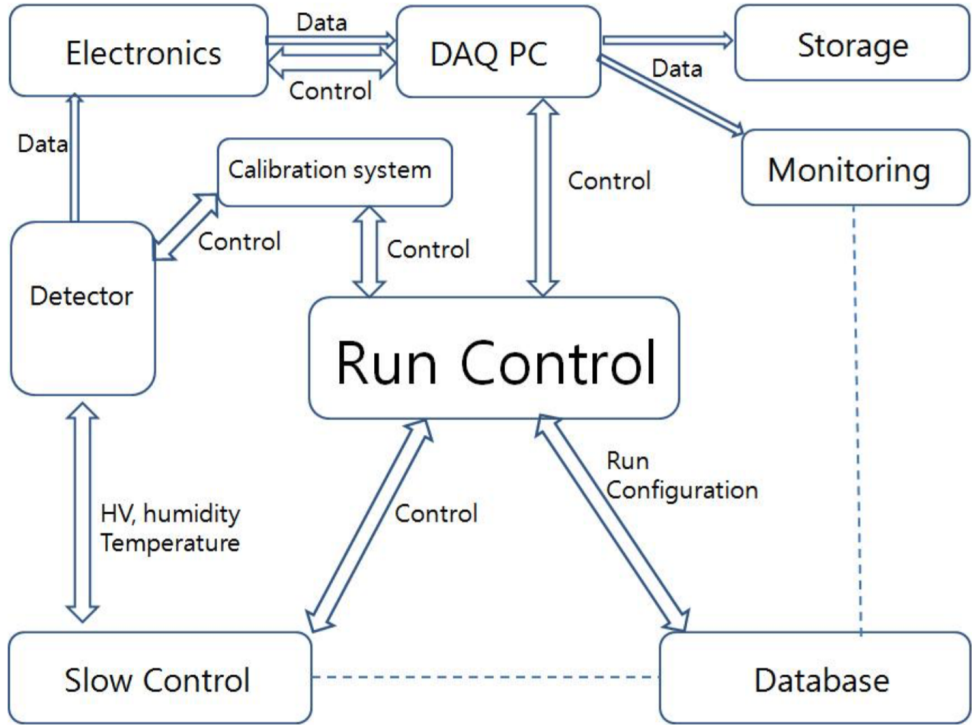 Data
Electronics
DAQ PC
Storage
Data
Control
Data
Calibration system
Control
Monitoring
Control
Control
Detector
Run Control
Run
Configuration
HV, humidity
Temperature
Control
Slow Control
Database